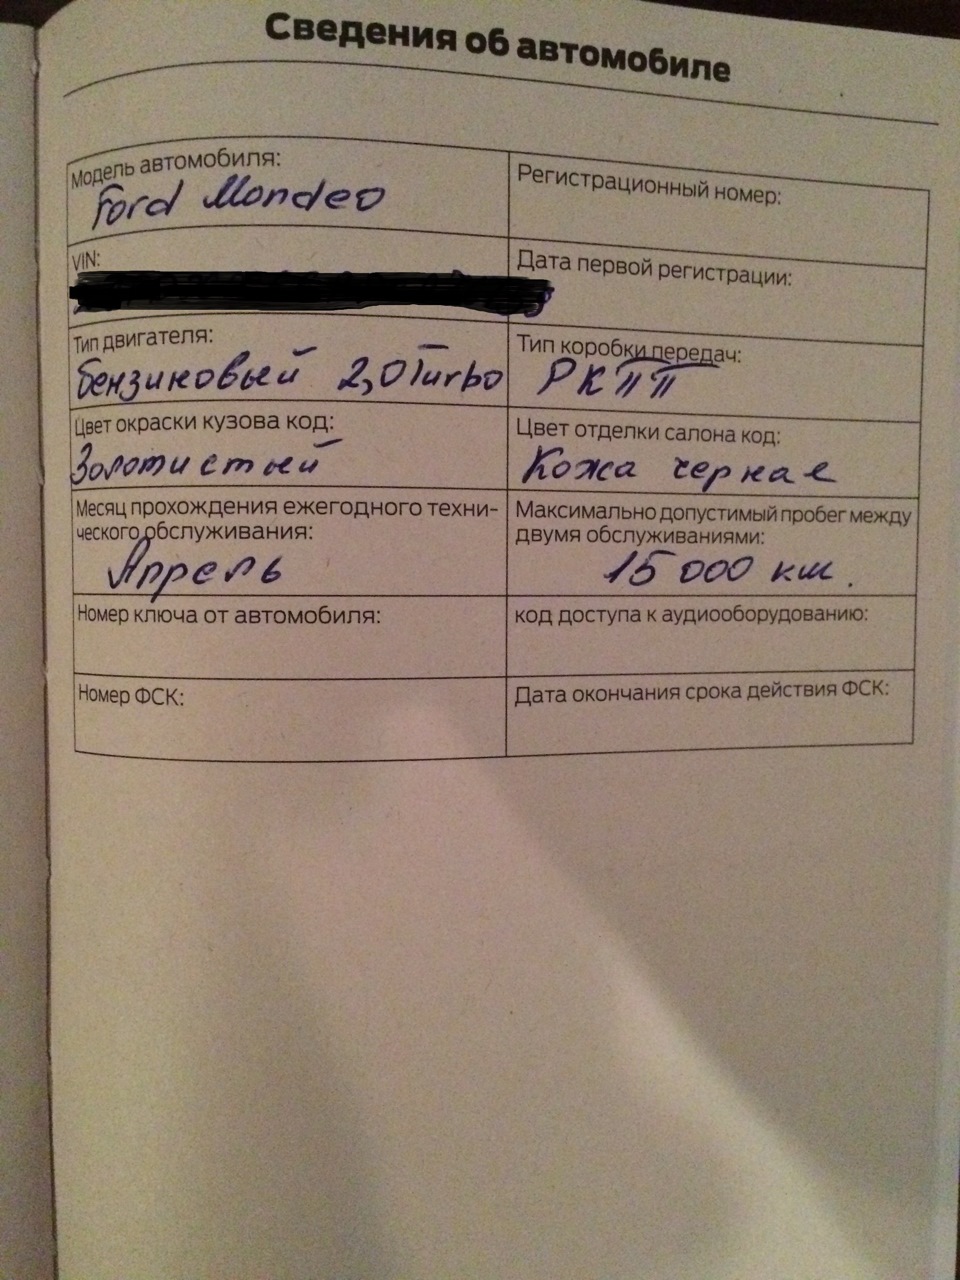 Сведения об автомобиле
Модель автомобиля:
Ford Mondeo
Регистрационный номер:
VIN:
Дата первой регистрации:
Тип двигателя:
Бензиновый 2,0 Turbo
Тип коробки передач:
РКПП
Цвет окраски кузова код:
Золотистый
Цвет отделки салона код:
Кожа черная
Месяц прохождения ежегодного техни-
ческого обслуживания:
Апрель
Максимально допустимый пробег между
двумя обслуживаниями:
15 000 км.
Номер ключа от автомобиля:
код доступа к аудиооборудованию:
Номер ФСК:
Дата окончания срока действия ФСК: